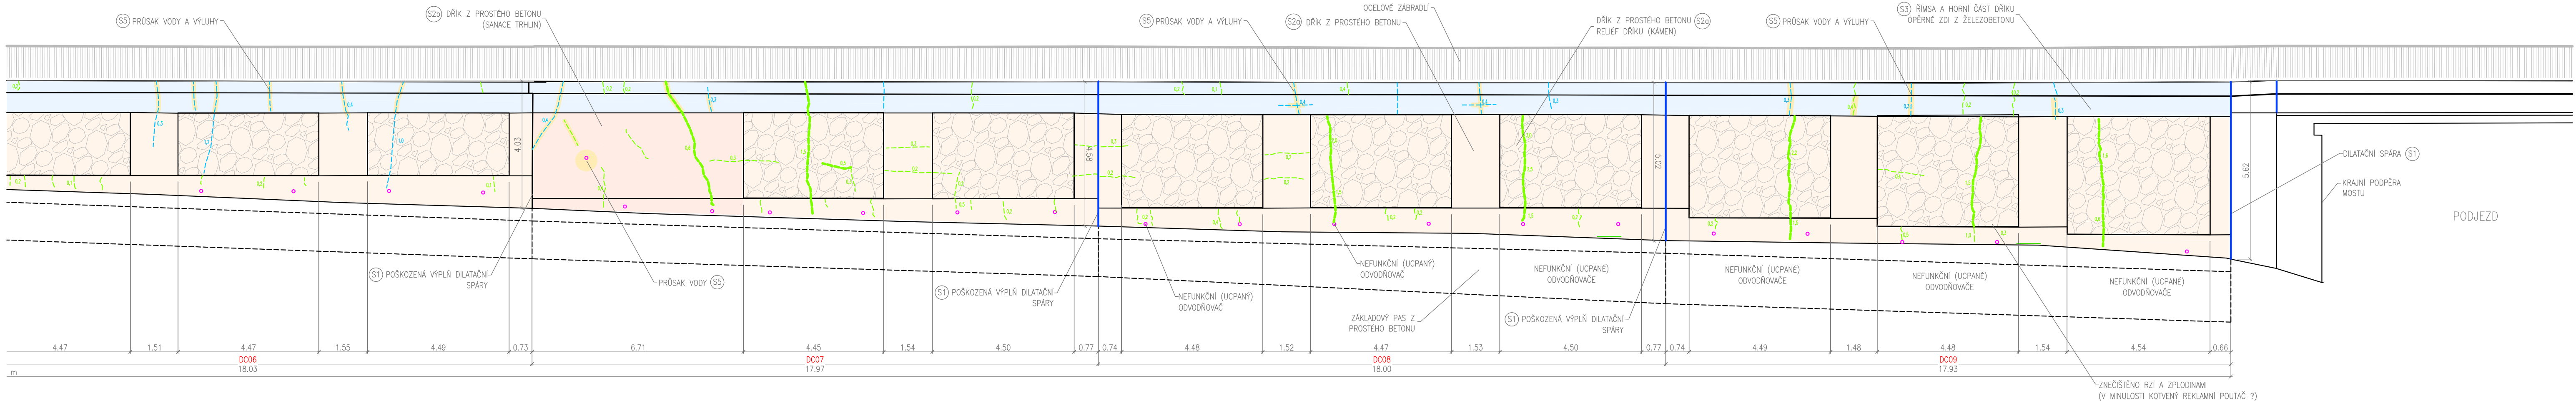 S5 PRŮSAK VODY A VÝLUHY
S2b DŘÍK Z PROSTÉHO BETONU
(SANACE TRHLIN)
S5 PRŮSAK VODY A VÝLUHY
OCELOVÉ ZÁBRADLÍ
S2a DŘÍK Z PROSTÉHO BETONU
DŘÍK Z PROSTÉHO BETONU S2a
RELIÉF DŘÍKU (KÁMEN)
S5 PRŮSAK VODY A VÝLUHY
S3 ŘÍMSA A HORNÍ ČÁST DŘÍKU
OPĚRNÉ ZDI Z ŽELEZOBETONU
4.03
4.58
5.02
5.62
DILATAČNÍ SPÁRA S1
KRAJNÍ PODPĚRA
MOSTU
PODJEZD
S1 POŠKOZENÁ VÝPLŇ DILATAČNÍ
SPÁRY
PRŮSAK VODY S5
S1 POŠKOZENÁ VÝPLŇ DILATAČNÍ
SPÁRY
NEFUNKČNÍ (UCPANÝ)
ODVODŇOVAČ
NEFUNKČNÍ (UCPANÝ)
ODVODŇOVAČ
ZÁKLADOVÝ PAS Z
PROSTÉHO BETONU
NEFUNKČNÍ (UCPANÉ)
ODVODŇOVAČE
S1 POŠKOZENÁ VÝPLŇ DILATAČNÍ
SPÁRY
NEFUNKČNÍ (UCPANÉ)
ODVODŇOVAČE
NEFUNKČNÍ (UCPANÉ)
ODVODŇOVAČE
NEFUNKČNÍ (UCPANÉ)
ODVODŇOVAČE
4.47 1.51 4.47 1.55 4.49 0.73 6.71 4.45 1.54 4.50 0.77 0.74 4.48 1.52 4.47 1.53 4.50 0.77 0.74 4.49 1.48 4.48 1.54 4.54 0.66
DC06 DC07 DC08 DC09
m 18.03 17.97 18.00 17.93
ZNEČIŠTĚNO RZÍ A ZPLODINAMI
(V MINULOSTI KOTVENÝ REKLAMNÍ POUTAČ ?)